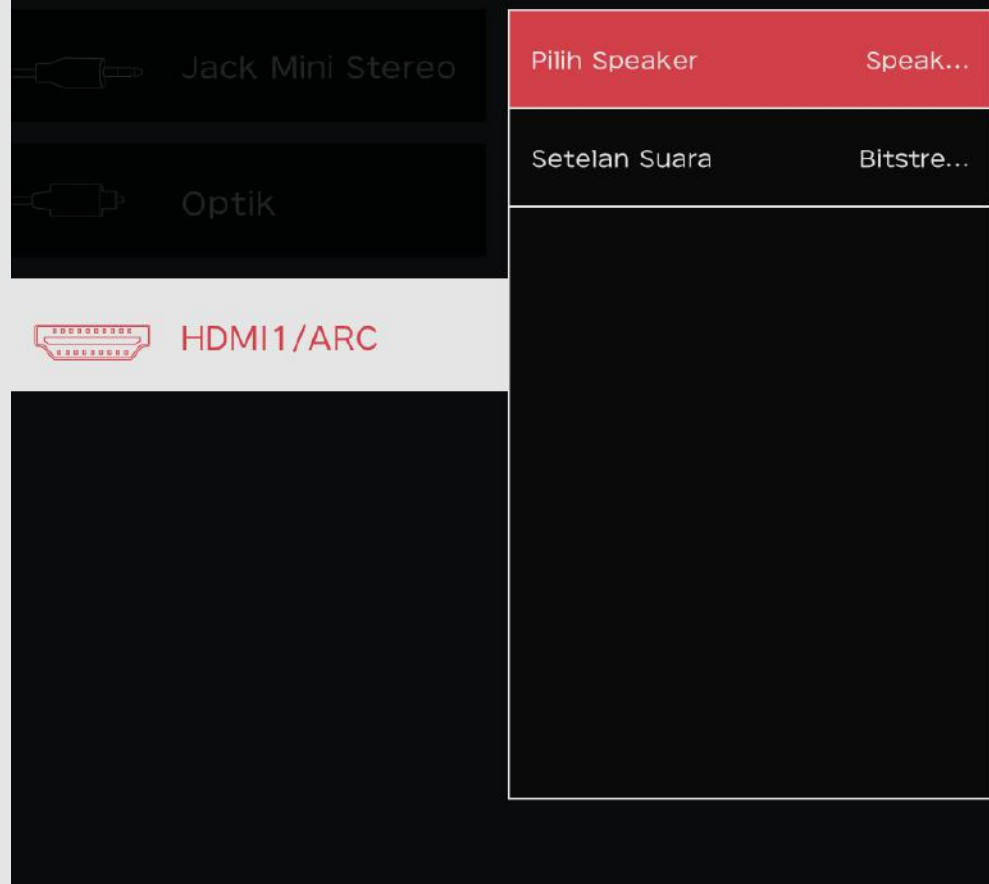 Jack Mini Stereo
Optik
HDMI1/ARC
Pilih Speaker Speak...
Setelan Suara Bitstre...